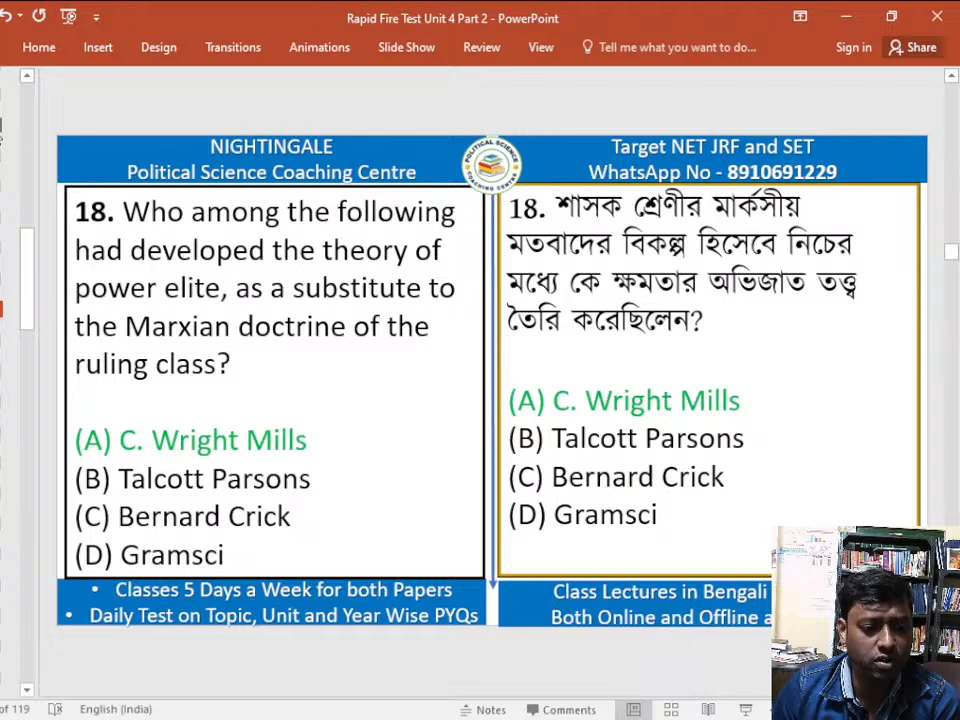 Rapid Fire Test Unit 4 Part 2 - PowerPoint
Home Insert Design Transitions Animations Slide Show Review View Tell me what you want to do... Sign in Share
NIGHTINGALE
Political Science Coaching Centre
POLITICAL SCIENCE
COACHING CENTRE
Target NET JRF and SET
WhatsApp No - 8910691229
18. Who among the following
had developed the theory of
power elite, as a substitute to
the Marxian doctrine of the
ruling class?
(A) C. Wright Mills
(B) Talcott Parsons
(C) Bernard Crick
(D) Gramsci
18. শাসক শ্রেণীর মার্কসীয়
মতবাদের বিকল্প হিসেবে নিচের
মধ্যে কে ক্ষমতার অভিজাত তত্ত্ব
তৈরি করেছিলেন?
(A) C. Wright Mills
(B) Talcott Parsons
(C) Bernard Crick
(D) Gramsci
• Classes 5 Days a Week for both Papers
• Daily Test on Topic, Unit and Year Wise PYQs
Class Lectures in Bengali
Both Online and Offline a
of 119 English (India) Notes Comments